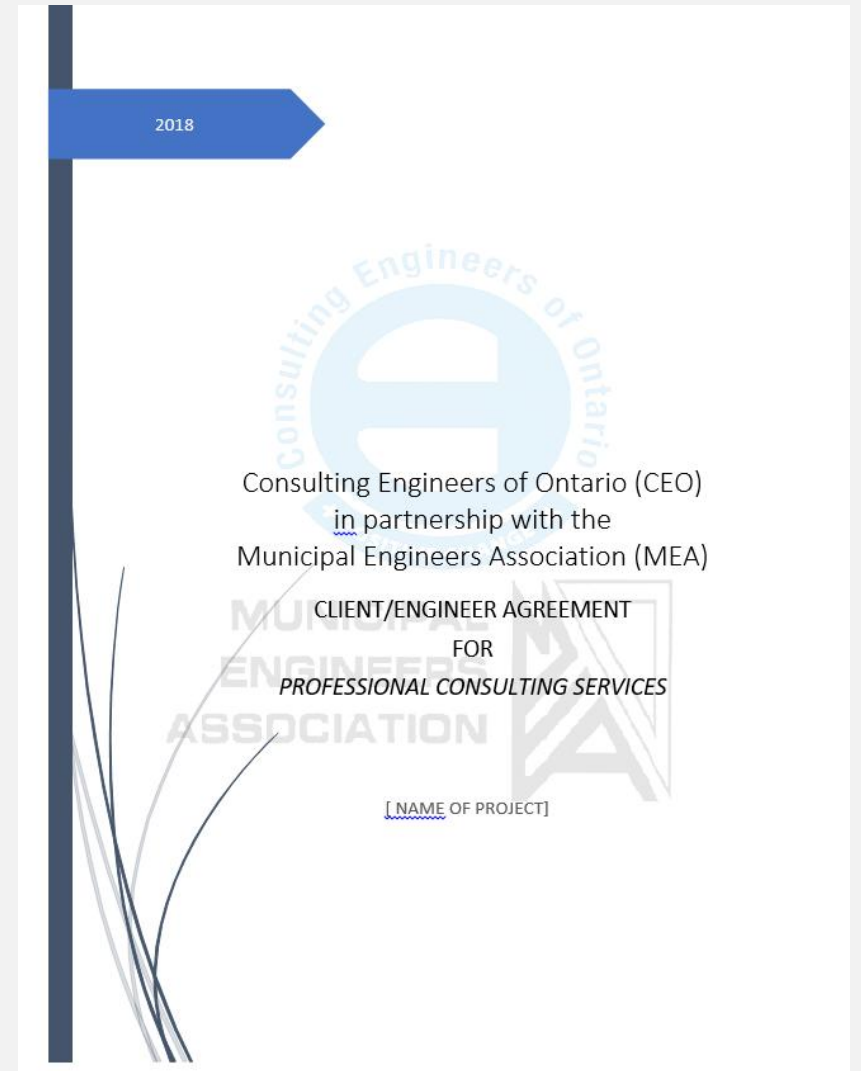 2018
Consulting Engineers of Ontario
Consulting Engineers of Ontario (CEO)
in partnership with the
Municipal Engineers Association (MEA)
MUNICIPAL
CLIENT/ENGINEER AGREEMENT
FOR
ENGINEERS
PROFESSIONAL CONSULTING SERVICES
ASSOCIATION
[ NAME OF PROJECT]